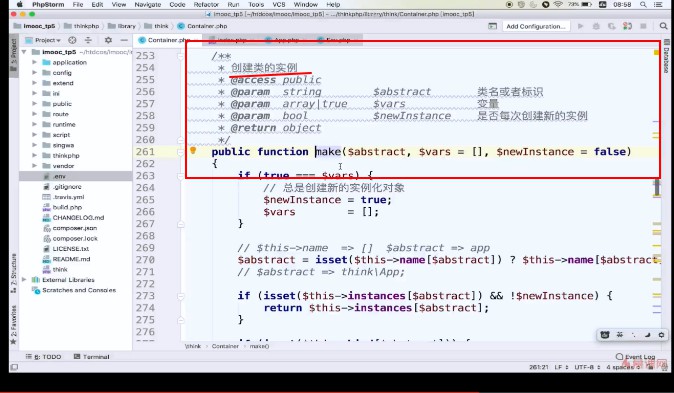 PhpStorm File Edit View Navigate Code Refactor Run Tools VCS Window Help 73% 08:58
imooc_tp5 thinkphp library think Container.php Add Configuration...
Project Container.php index.php App.php Env.php
1: Project
Database
imooc_tp5
application
config
extend
ini
public
route
runtime
script
singwa
thinkphp
vendor
.env
.gitignore
.travis.yml
build.php
CHANGELOG.md
composer.json
composer.lock
LICENSE.txt
README.md
think
External Libraries
Scratches and Consoles
253 /**
254 * 创建类的实例
255 * @access public
256 * @param string $abstract 类名或者标识
257 * @param array|true $vars 变量
258 * @param bool $newInstance 是否每次创建新的实例
259 * @return object
260 */
261 public function make($abstract, $vars = [], $newInstance = false)
262 {
263 if (true === $vars) {
264 // 总是创建新的实例化对象
265 $newInstance = true;
266 $vars = [];
267 }
268
269 // $this->name => [] $abstract => app
270 $abstract = isset($this->name[$abstract]) ? $this->name[$abstract
271 // $abstract => think\App;
272
273 if (isset($this->instances[$abstract]) && !$newInstance) {
274 return $this->instances[$abstract];
275 }
276
\think Container make()
Z: Structure
2: Favorites
6: TODO Terminal Event Log
261:21 LF UTF-8 4 spaces